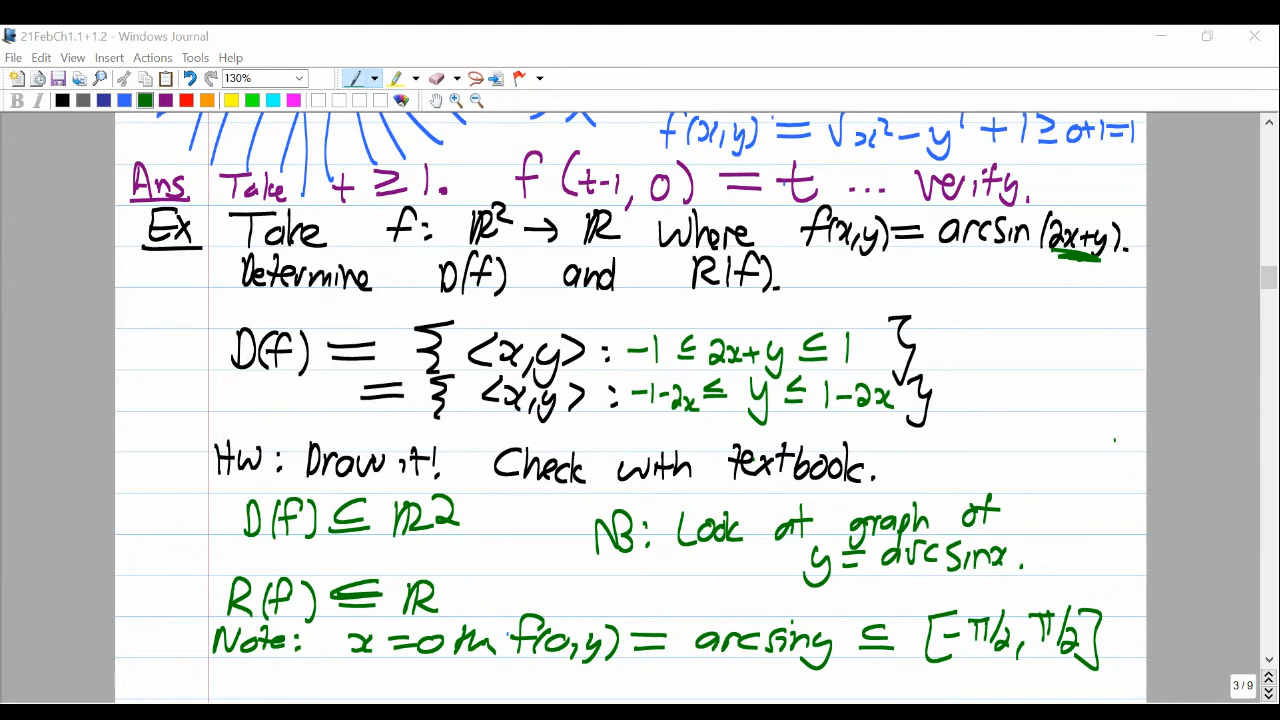 21FebCh1.1+1.2 - Windows Journal
File Edit View Insert Actions Tools Help
130%
B I
f(x,y) = √x²-y² + 1 ≥ 0+1=1
Ans Take t ≥ 1. f(t-1, 0) = t ... verify.
Ex Take f: ℝ² → ℝ where f(x,y)= arcsin(2x+y).
Determine D(f) and R(f).
D(f) = { <x,y> : -1 ≤ 2x+y ≤ 1 }
= { <x,y> : -1-2x ≤ y ≤ 1-2x }
HW: Draw it! Check with textbook.
D(f) ⊆ ℝ2 NB: Look at graph of
y = arcsinx.
R(f) ⊆ ℝ
Note: x=0 f(0,y) = arcsiny ⊆ [-π/2, π/2]
3 / 9